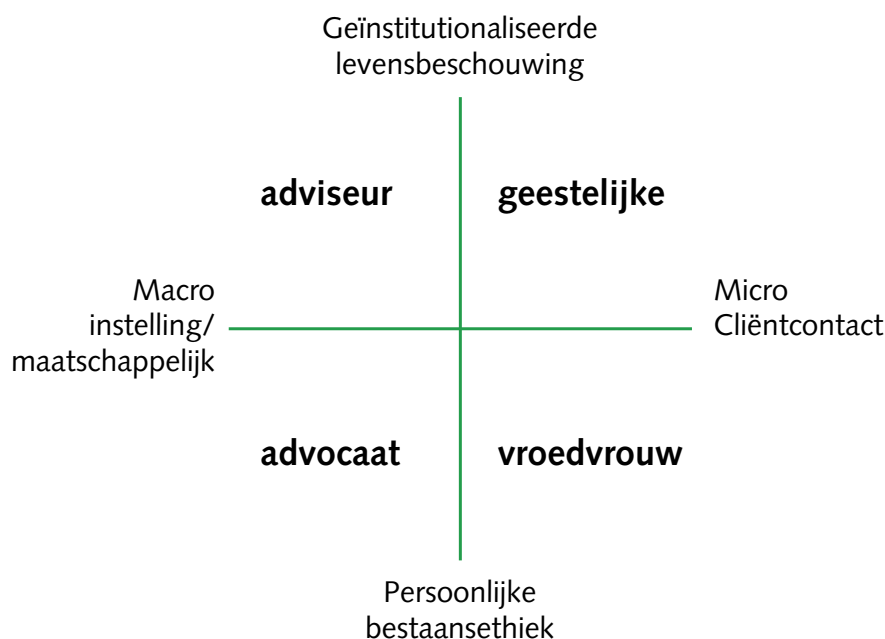 Geïnstitutionaliseerde
levensbeschouwing
adviseur
geestelijke
Macro
instelling/
maatschappelijk
Micro
Cliëntcontact
advocaat
vroedvrouw
Persoonlijke
bestaansethiek